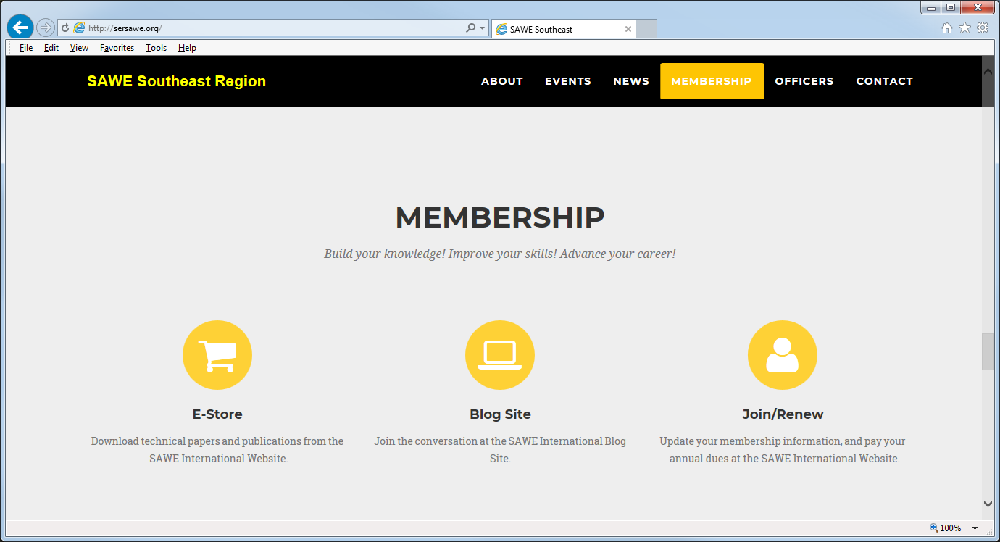 http://sersawe.org/
SAWE Southeast
File Edit View Favorites Tools Help
SAWE Southeast Region
ABOUT EVENTS NEWS MEMBERSHIP OFFICERS CONTACT
MEMBERSHIP
Build your knowledge! Improve your skills! Advance your career!
E-Store
Download technical papers and publications from the
SAWE International Website.
Blog Site
Join the conversation at the SAWE International Blog
Site.
Join/Renew
Update your membership information, and pay your
annual dues at the SAWE International Website.
100%